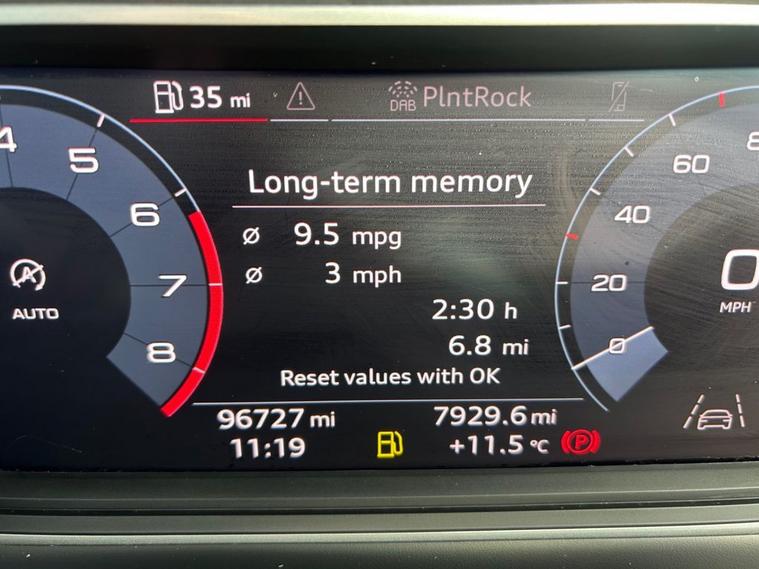 35 mi
DAB PlntRock
Long-term memory
ø 9.5 mpg
ø 3 mph
2:30 h
6.8 mi
Reset values with OK
96727 mi 7929.6 mi
11:19 +11.5 °C P
4
5
6
7
8
A
AUTO
8
60
40
20
0
0
MPH